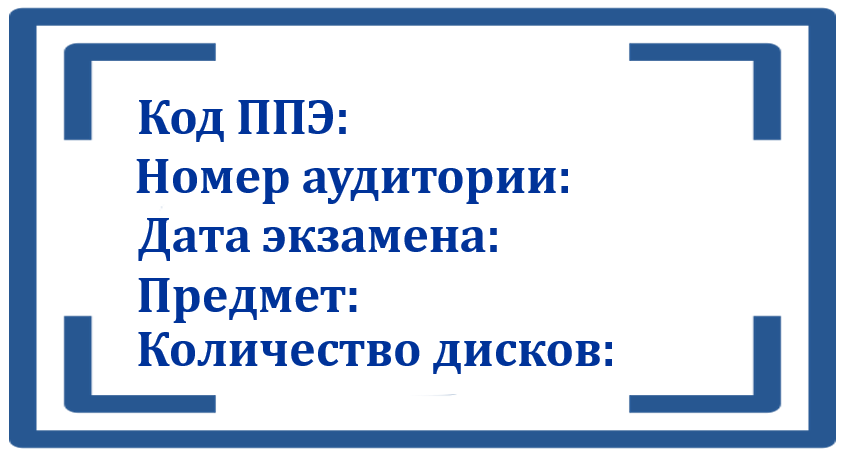 Код ППЭ:
Номер аудитории:
Дата экзамена:
Предмет:
Количество дисков: